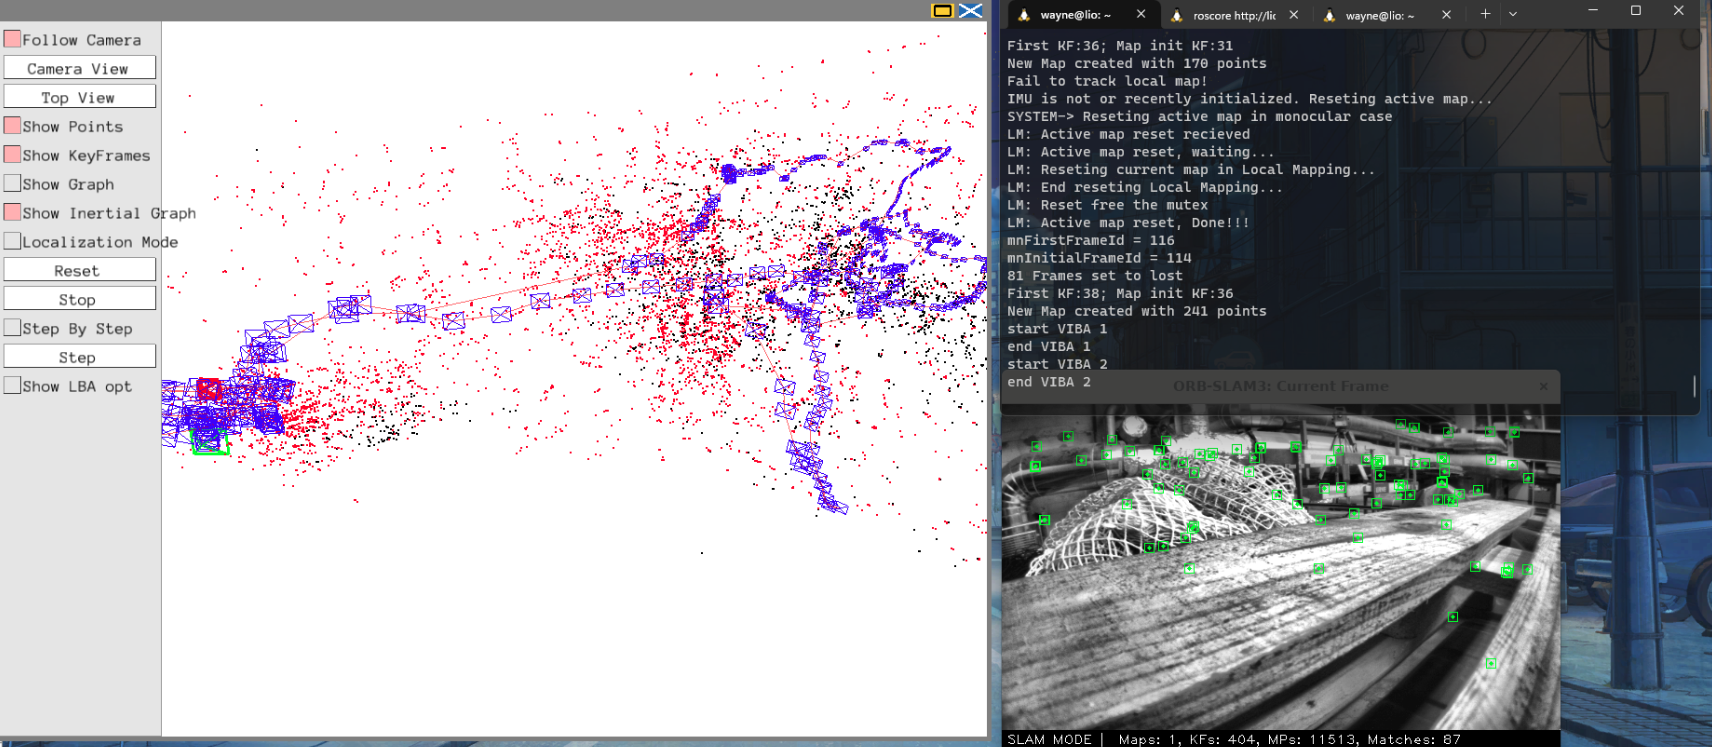 Follow Camera
Camera View
Top View
Show Points
Show KeyFrames
Show Graph
Show Inertial Graph
Localization Mode
Reset
Stop
Step By Step
Step
Show LBA opt
wayne@lio: ~
roscore http://lic
wayne@lio: ~
First KF:36; Map init KF:31
New Map created with 170 points
Fail to track local map!
IMU is not or recently initialized. Reseting active map...
SYSTEM-> Reseting active map in monocular case
LM: Active map reset recieved
LM: Active map reset, waiting...
LM: Reseting current map in Local Mapping...
LM: End reseting Local Mapping...
LM: Reset free the mutex
LM: Active map reset, Done!!!
mnFirstFrameId = 116
mnInitialFrameId = 114
81 Frames set to lost
First KF:38; Map init KF:36
New Map created with 241 points
start VIBA 1
end VIBA 1
start VIBA 2
end VIBA 2
ORB-SLAM3: Current Frame
SLAM MODE | Maps: 1, KFs: 404, MPs: 11513, Matches: 87